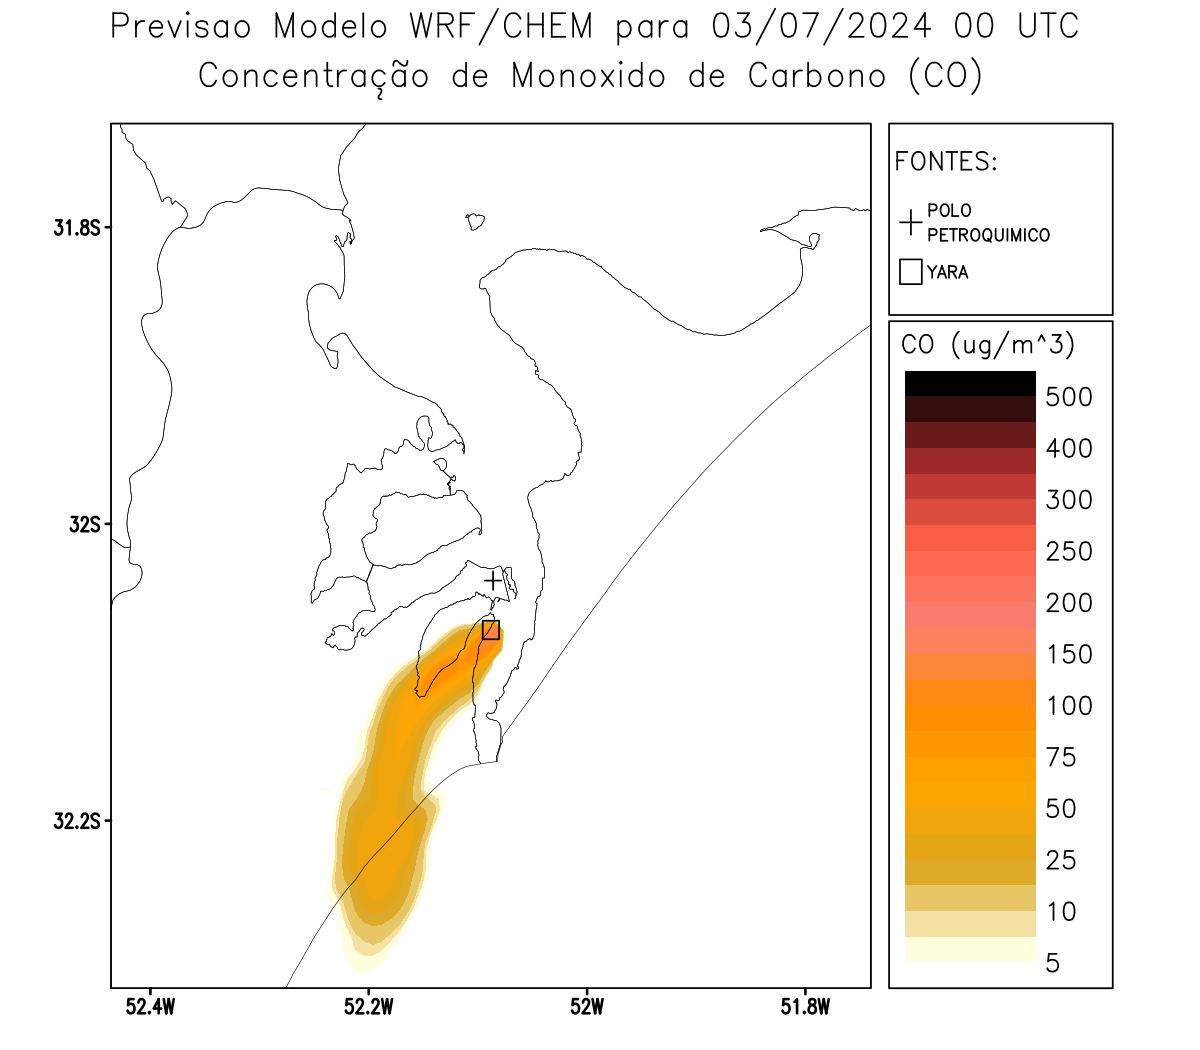 Previsao Modelo WRF/CHEM para 03/07/2024 00 UTC
Concentração de Monoxido de Carbono (CO)
FONTES:
POLO
PETROQUIMICO
YARA
CO (ug/m^3)
500
400
300
250
200
150
100
75
50
25
10
5
31.8S
32S
32.2S
52.4W
52.2W
52W
51.8W